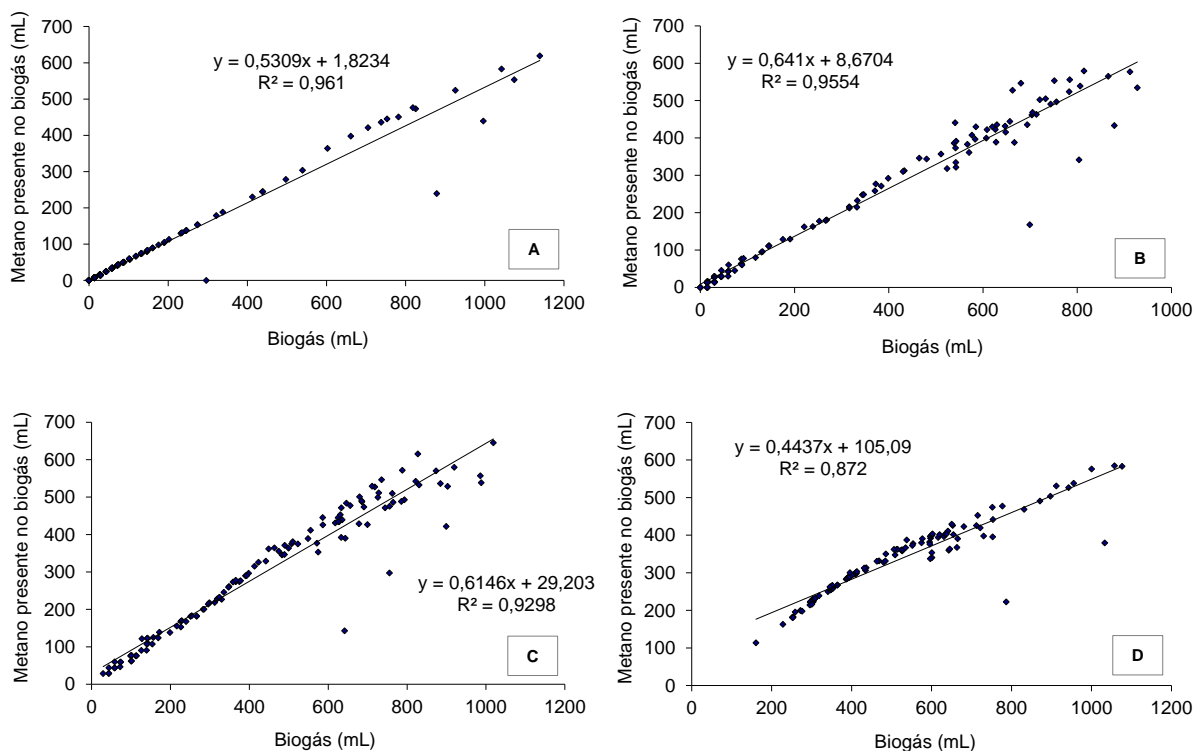 Metano presente no biogás (mL)
700
600
500
400
300
200
100
0
y = 0,5309x + 1,8234
R² = 0,961
A
0 200 400 600 800 1000 1200
Biogás (mL)
Metano presente no biogás (mL)
700
600
500
400
300
200
100
0
y = 0,641x + 8,6704
R² = 0,9554
B
0 200 400 600 800 1000
Biogás (mL)
Metano presente no biogás (mL)
700
600
500
400
300
200
100
0
y = 0,6146x + 29,203
R² = 0,9298
C
0 200 400 600 800 1000 1200
Biogás (mL)
Metano presente no biogás (mL)
700
600
500
400
300
200
100
0
y = 0,4437x + 105,09
R² = 0,872
D
0 200 400 600 800 1000 1200
Biogás (mL)